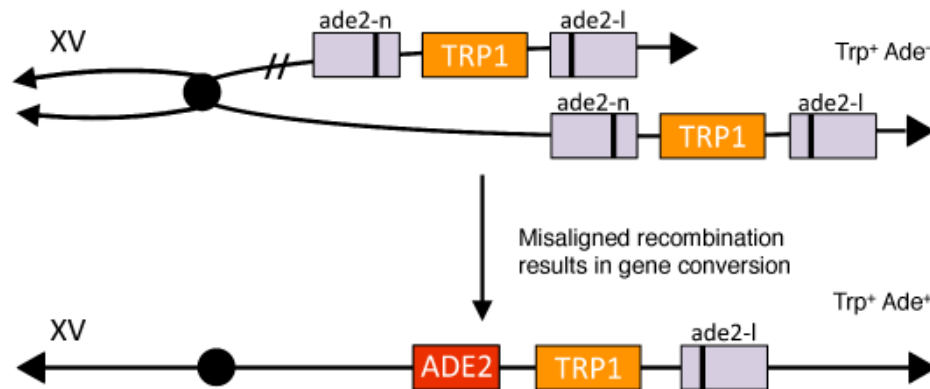 XV
ade2-n
ade2-l
TRP1
Trp⁺ Ade⁻
ade2-n
ade2-l
TRP1
Misaligned recombination
results in gene conversion
Trp⁺ Ade⁺
XV
ade2-l
ADE2
TRP1